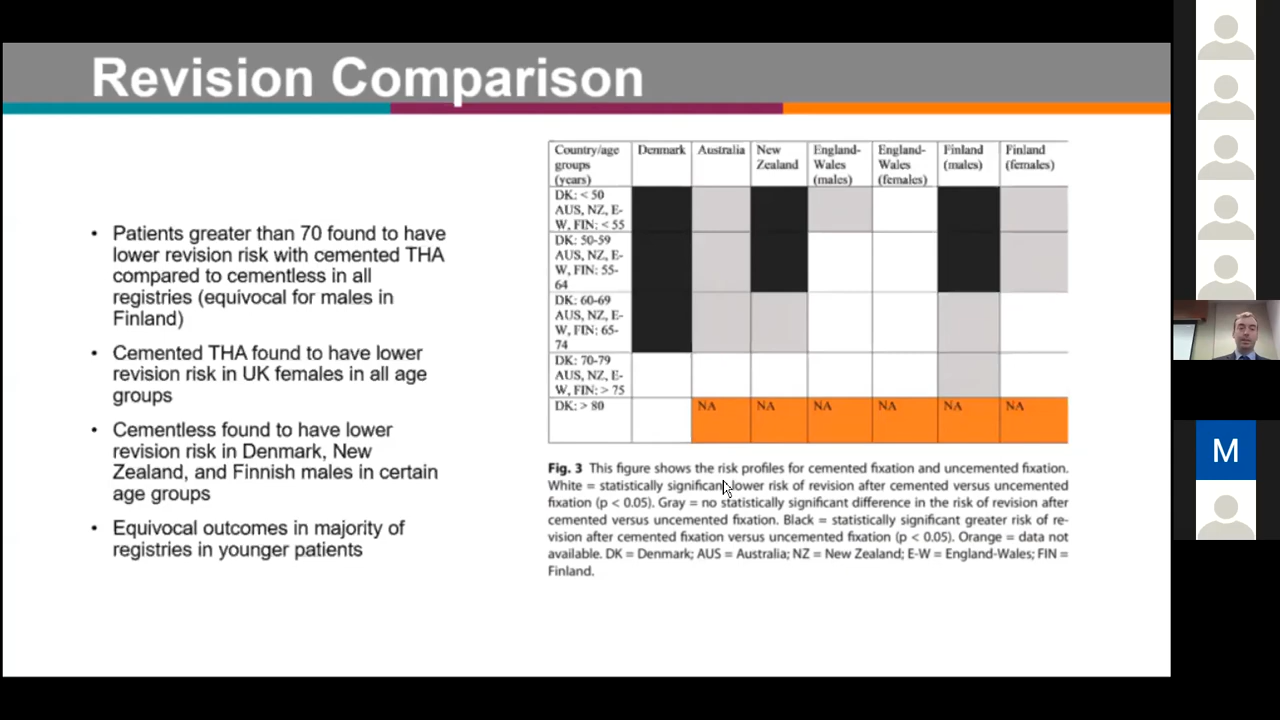 Revision Comparison
• Patients greater than 70 found to have
lower revision risk with cemented THA
compared to cementless in all
registries (equivocal for males in
Finland)
• Cemented THA found to have lower
revision risk in UK females in all age
groups
• Cementless found to have lower
revision risk in Denmark, New
Zealand, and Finnish males in certain
age groups
• Equivocal outcomes in majority of
registries in younger patients
Country/age groups (years) Denmark Australia New Zealand England-Wales (males) England-Wales (females) Finland (males) Finland (females)
DK: < 50
AUS, NZ, E-
W, FIN: < 55
DK: 50-59
AUS, NZ, E-
W, FIN: 55-
64
DK: 60-69
AUS, NZ, E-
W, FIN: 65-
74
DK: 70-79
AUS, NZ, E-
W, FIN: > 75
DK: > 80 NA NA NA NA NA NA
Fig. 3 This figure shows the risk profiles for cemented fixation and uncemented fixation.
White = statistically significant lower risk of revision after cemented versus uncemented
fixation (p < 0.05). Gray = no statistically significant difference in the risk of revision after
cemented versus uncemented fixation. Black = statistically significant greater risk of re-
vision after cemented fixation versus uncemented fixation (p < 0.05). Orange = data not
available. DK = Denmark; AUS = Australia; NZ = New Zealand; E-W = England-Wales; FIN =
Finland.
M